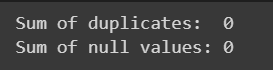 Sum of duplicates:  0
Sum of null values: 0